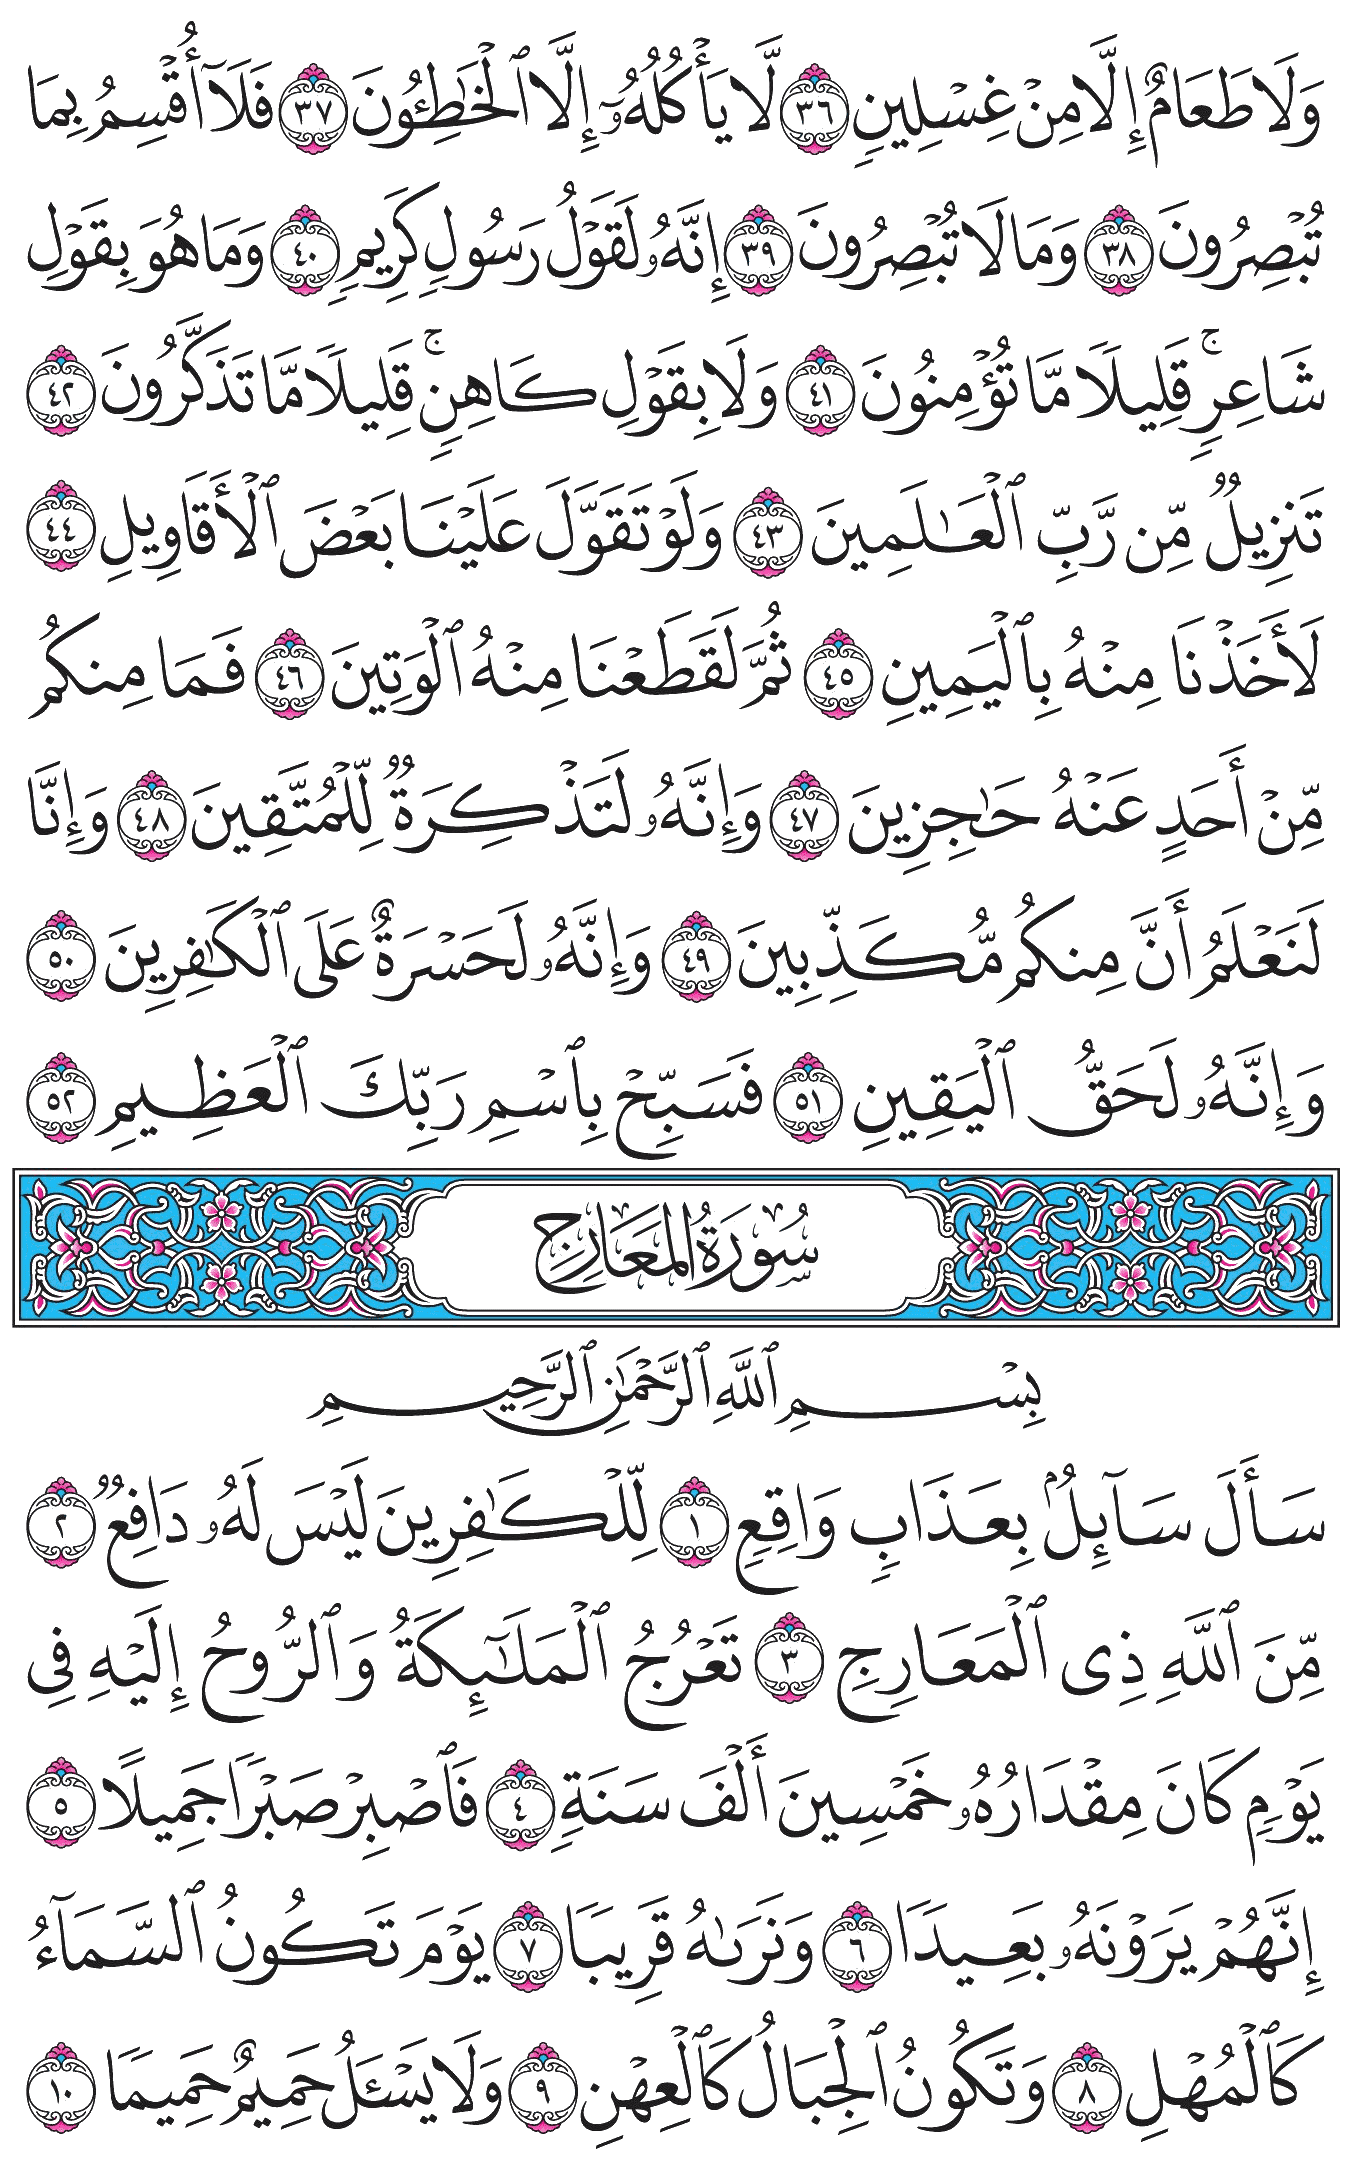 وَلَا طَعَامٌ إِلَّا مِنْ غِسْلِينٍ ٣٦ لَّا يَأْكُلُهُۥٓ إِلَّا ٱلْخَٰطِـُٔونَ ٣٧ فَلَآ أُقْسِمُ بِمَا
تُبْصِرُونَ ٣٨ وَمَا لَا تُبْصِرُونَ ٣٩ إِنَّهُۥ لَقَوْلُ رَسُولٍ كَرِيمٍ ٤٠ وَمَا هُوَ بِقَوْلِ
شَاعِرٍ ۚ قَلِيلًا مَّا تُؤْمِنُونَ ٤١ وَلَا بِقَوْلِ كَاهِنٍ ۚ قَلِيلًا مَّا تَذَكَّرُونَ ٤٢
تَنزِيلٌ مِّن رَّبِّ ٱلْعَٰلَمِينَ ٤٣ وَلَوْ تَقَوَّلَ عَلَيْنَا بَعْضَ ٱلْأَقَاوِيلِ ٤٤
لَأَخَذْنَا مِنْهُ بِٱلْيَمِينِ ٤٥ ثُمَّ لَقَطَعْنَا مِنْهُ ٱلْوَتِينَ ٤٦ فَمَا مِنكُم
مِّنْ أَحَدٍ عَنْهُ حَٰجِزِينَ ٤٧ وَإِنَّهُۥ لَتَذْكِرَةٌ لِّلْمُتَّقِينَ ٤٨ وَإِنَّا
لَنَعْلَمُ أَنَّ مِنكُم مُّكَذِّبِينَ ٤٩ وَإِنَّهُۥ لَحَسْرَةٌ عَلَى ٱلْكَٰفِرِينَ ٥٠
وَإِنَّهُۥ لَحَقُّ ٱلْيَقِينِ ٥١ فَسَبِّحْ بِٱسْمِ رَبِّكَ ٱلْعَظِيمِ ٥٢
سُورَةُ المَعَارِجِ
بِسْمِ ٱللَّهِ ٱلرَّحْمَٰنِ ٱلرَّحِيمِ
سَأَلَ سَآئِلٌۢ بِعَذَابٍ وَاقِعٍ ١ لِّلْكَٰفِرِينَ لَيْسَ لَهُۥ دَافِعٌ ٢
مِّنَ ٱللَّهِ ذِى ٱلْمَعَارِجِ ٣ تَعْرُجُ ٱلْمَلَٰٓئِكَةُ وَٱلرُّوحُ إِلَيْهِ فِى
يَوْمٍ كَانَ مِقْدَارُهُۥ خَمْسِينَ أَلْفَ سَنَةٍ ٤ فَٱصْبِرْ صَبْرًا جَمِيلًا ٥
إِنَّهُمْ يَرَوْنَهُۥ بَعِيدًا ٦ وَنَرَىٰهُ قَرِيبًا ٧ يَوْمَ تَكُونُ ٱلسَّمَآءُ
كَٱلْمُهْلِ ٨ وَتَكُونُ ٱلْجِبَالُ كَٱلْعِهْنِ ٩ وَلَا يَسْـَٔلُ حَمِيمٌ حَمِيمًا ١٠